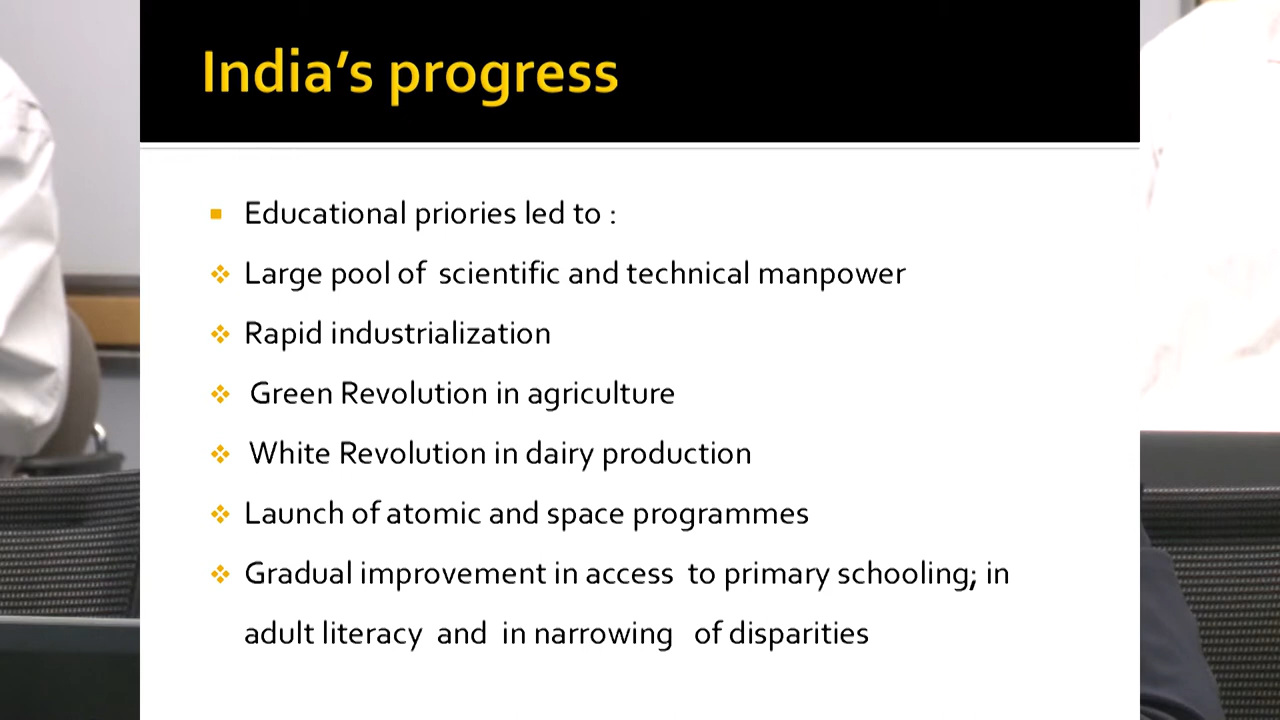 India's progress
Educational priories led to :
Large pool of scientific and technical manpower
Rapid industrialization
Green Revolution in agriculture
White Revolution in dairy production
Launch of atomic and space programmes
Gradual improvement in access to primary schooling; in
adult literacy and in narrowing of disparities